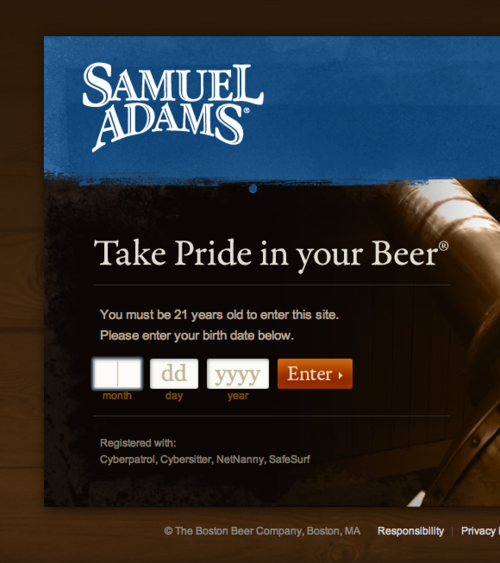 SAMUEL
ADAMS®
Take Pride in your Beer®
You must be 21 years old to enter this site.
Please enter your birth date below.
dd yyyy Enter
month day year
Registered with:
Cyberpatrol, Cybersitter, NetNanny, SafeSurf
© The Boston Beer Company, Boston, MA Responsibility | Privacy